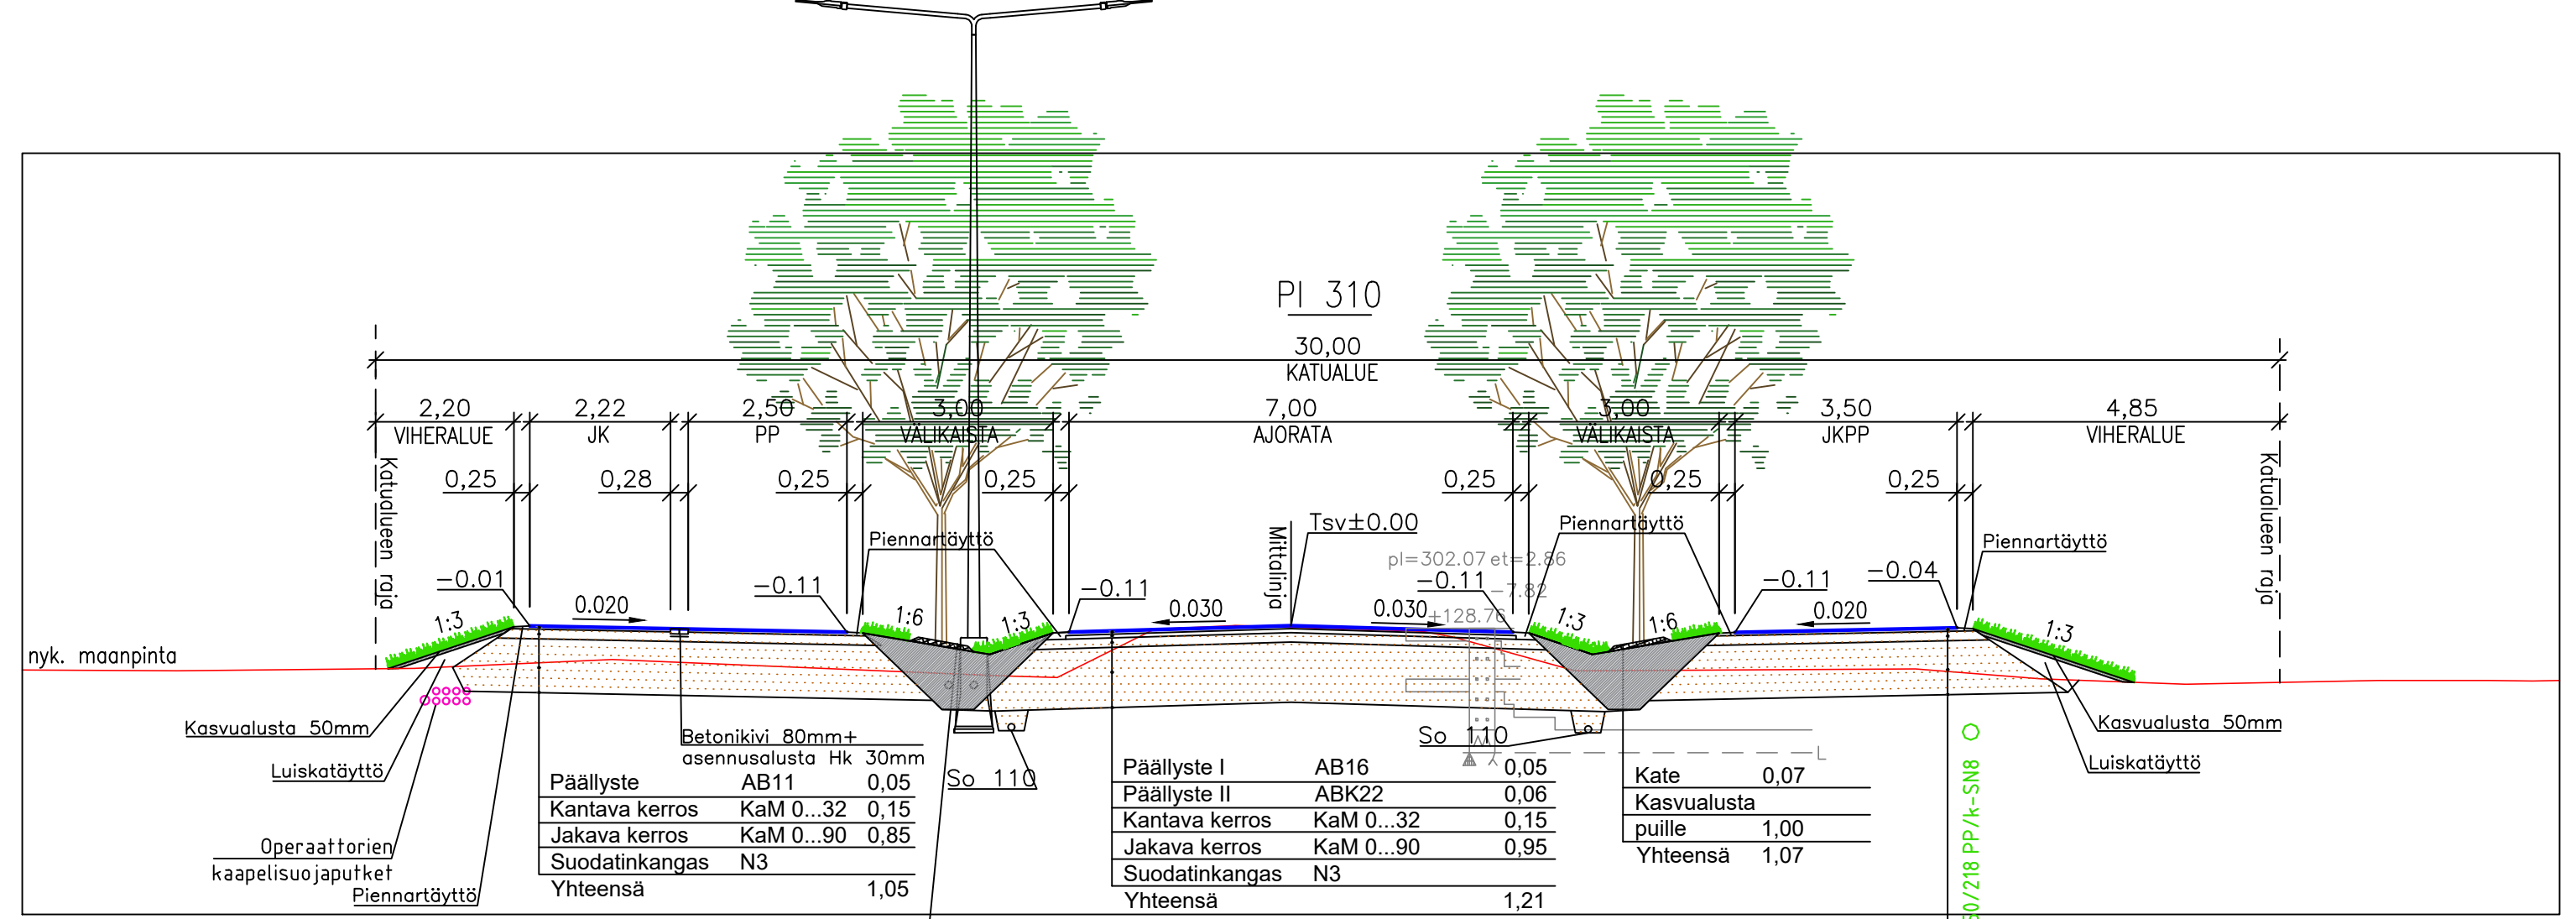 Pl 310
30,00
KATUALUE
2,20 2,22 2,50 3,00 7,00 3,00 3,50 4,85
VIHERALUE JK PP VÄLIKAISTA AJORATA VÄLIKAISTA JKPP VIHERALUE
Katualueen raja
0,25 0,28 0,25 0,25 0,25 0,25 0,25
Katualueen raja
Mittalinja
Tsv±0.00
Piennartäyttö
Piennartäyttö
Piennartäyttö
pl=302.07 et=2.86
-7.82
+128.76
-0.01 -0.11 -0.11 -0.11 -0.11 -0.04
1:3 0.020 1:6 1:3 0.030 0.030 1:3 1:6 0.020 1:3
nyk. maanpinta
Kasvualusta 50mm
Luiskatäyttö
Operaattorien
kaapelisuojaputket
Piennartäyttö
Betonikivi 80mm+
asennusalusta Hk 30mm
Päällyste AB11 0,05
Kantava kerros KaM 0...32 0,15
Jakava kerros KaM 0...90 0,85
Suodatinkangas N3
Yhteensä 1,05
So 110
Päällyste I AB16 0,05
Päällyste II ABK22 0,06
Kantava kerros KaM 0...32 0,15
Jakava kerros KaM 0...90 0,95
Suodatinkangas N3
Yhteensä 1,21
So 110
L
Kate 0,07
Kasvualusta
puille 1,00
Yhteensä 1,07
Kasvualusta 50mm
Luiskatäyttö
0/218 PP/k-SN8